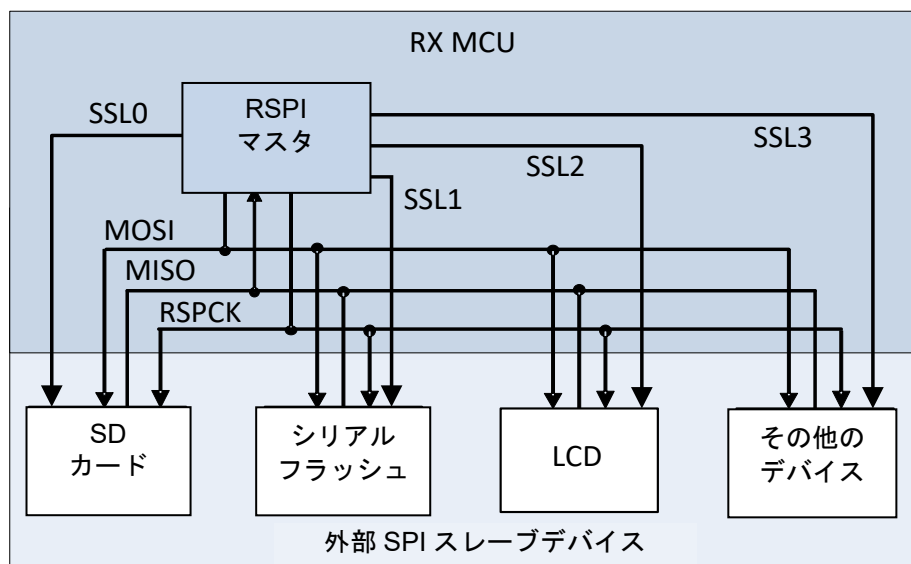 RX MCU
RSPI
マスタ
SSL0
SSL1
SSL2
SSL3
MOSI
MISO
RSPCK
SD
カード
シリアル
フラッシュ
LCD
その他の
デバイス
外部 SPI スレーブデバイス